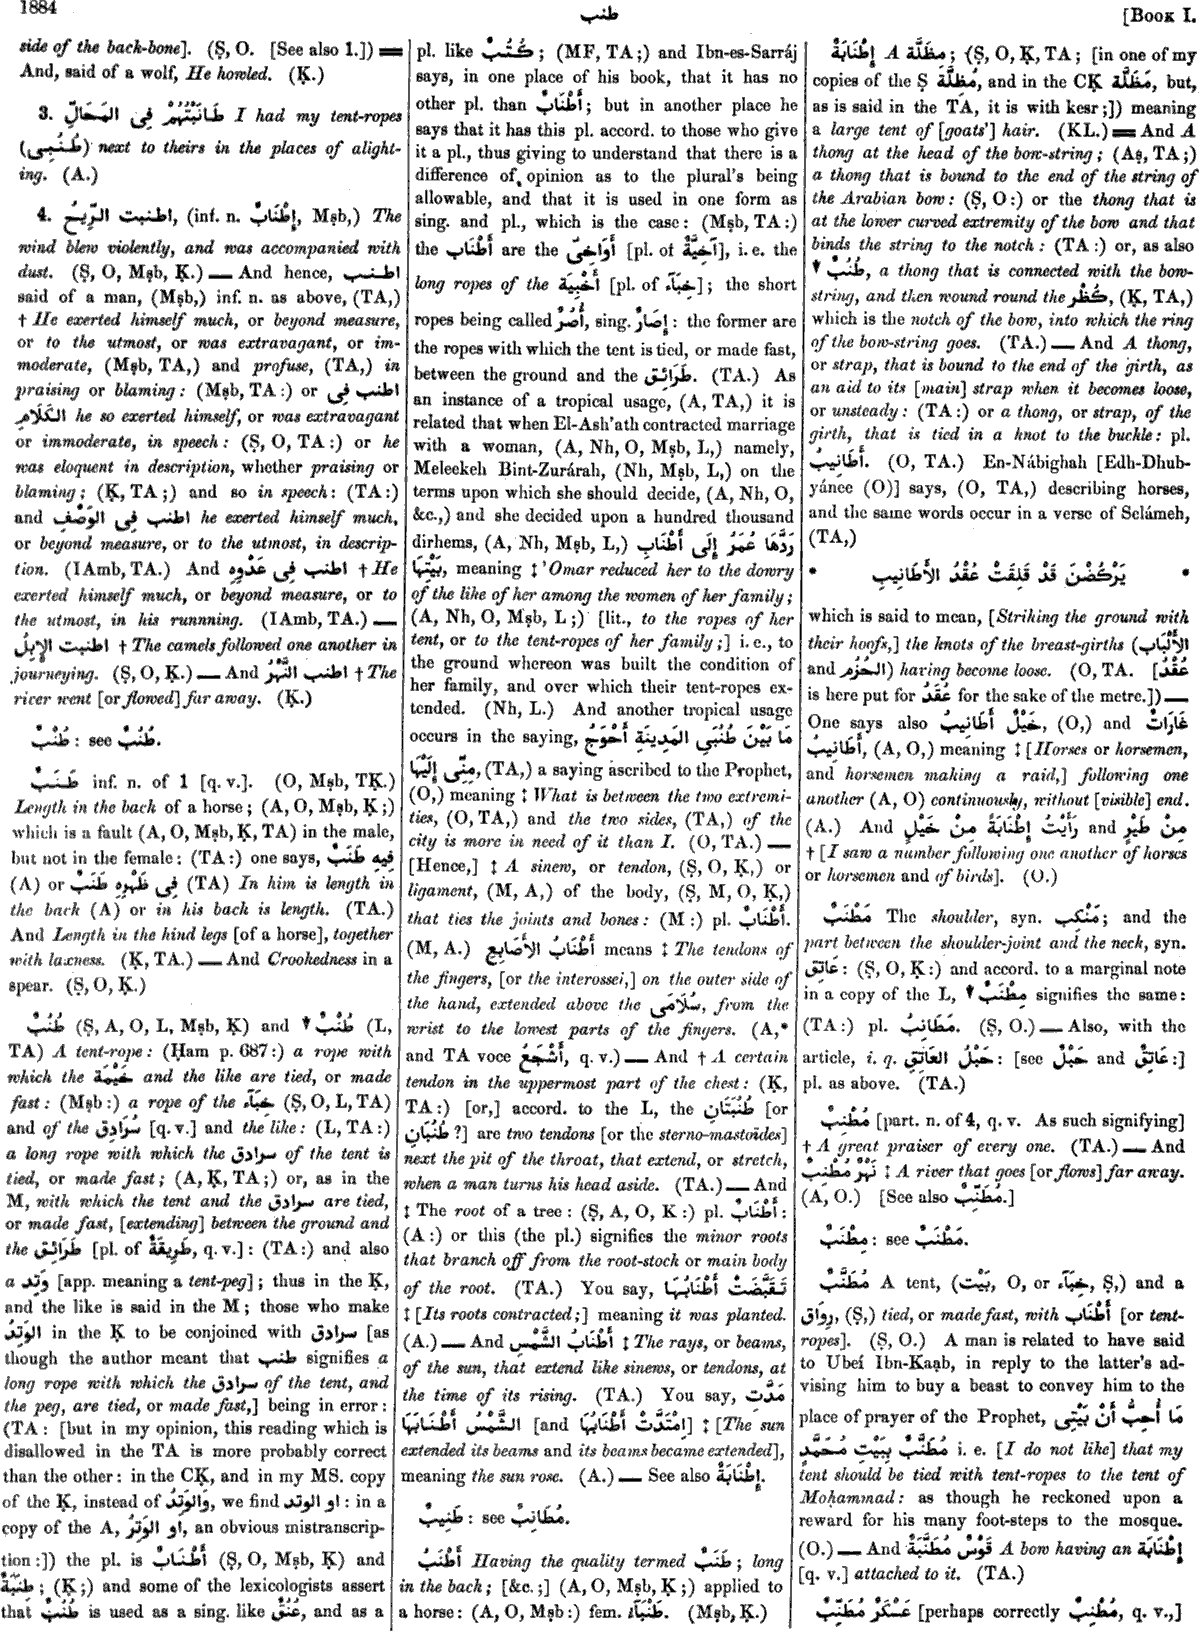 1884
طنب
[BOOK I.
side of the back-bone]. (Ṣ, O. [See also 1.]) ═
And, said of a wolf, He howled. (Ḳ.)
3. طَانَبْتُهُمْ فِى المَحَالِّ I had my tent-ropes
(طُنُبِى) next to theirs in the places of alight-
ing. (A.)
4. اطنبت الرِّيحُ, (inf. n. إِطْنَابٌ, Mṣb,) The
wind blew violently, and was accompanied with
dust. (Ṣ, O, Mṣb, Ḳ.) — And hence, اطنب
said of a man, (Mṣb,) inf. n. as above, (TA,)
† He exerted himself much, or beyond measure,
or to the utmost, or was extravagant, or im-
moderate, (Mṣb, TA,) and profuse, (TA,) in
praising or blaming: (Mṣb, TA:) or اطنب فِى
الكَلَامِ he so exerted himself, or was extravagant
or immoderate, in speech: (Ṣ, O, TA:) or he
was eloquent in description, whether praising or
blaming; (Ḳ, TA;) and so in speech: (TA:)
and اطنب فِى الوَصْفِ he exerted himself much,
or beyond measure, or to the utmost, in descrip-
tion. (IAmb, TA.) And اطنب فِى عَدْوِهِ † He
exerted himself much, or beyond measure, or to
the utmost, in his runnning. (IAmb, TA.) —
اطنبت الإِبِلُ † The camels followed one another in
journeying. (Ṣ, O, Ḳ.) — And اطنب النَّهْرُ † The
river went [or flowed] far away. (Ḳ.)
طُنْبٌ: see طُنُبٌ.
طَنَبٌ inf. n. of 1 [q. v.]. (O, Mṣb, TḲ.)
Length in the back of a horse; (A, O, Mṣb, Ḳ;)
which is a fault (A, O, Mṣb, Ḳ, TA) in the male,
but not in the female: (TA:) one says, فِيهِ طَنَبٌ
(A) or فِى ظَهْرِهِ طَنَبٌ (TA) In him is length in
the back (A) or in his back is length. (TA.)
And Length in the hind legs [of a horse], together
with laxness. (Ḳ, TA.) — And Crookedness in a
spear. (Ṣ, O, Ḳ.)
طُنُبٌ (Ṣ, A, O, L, Mṣb, Ḳ) and ▼ طُنْبٌ (L,
TA) A tent-rope: (Ḥam p. 687:) a rope with
which the خَيْمَة and the like are tied, or made
fast: (Mṣb:) a rope of the خِبَآء (Ṣ, O, L, TA)
and of the سُرَادِق [q. v.] and the like: (L, TA:)
a long rope with which the سرادق of the tent is
tied, or made fast; (A, Ḳ, TA;) or, as in the
M, with which the tent and the سرادق are tied,
or made fast, [extending] between the ground and
the طَرَائِق [pl. of طَرِيقَةٌ, q. v.]: (TA:) and also
a وَتِد [app. meaning a tent-peg]; thus in the Ḳ,
and the like is said in the M; those who make
الوَتِدُ in the Ḳ to be conjoined with سرادق [as
though the author meant that طنب signifies a
long rope with which the سرادق of the tent, and
the peg, are tied, or made fast,] being in error:
(TA: [but in my opinion, this reading which is
disallowed in the TA is more probably correct
than the other: in the CḲ, and in my MS. copy
of the Ḳ, instead of وَالوَتِدُ, we find او الوتد: in a
copy of the A, او الوَتِرُ, an obvious mistranscrip-
tion:]) the pl. is أَطْنَابٌ (Ṣ, O, Mṣb, Ḳ) and
طِنَبَةٌ; (Ḳ;) and some of the lexicologists assert
that طُنُبٌ is used as a sing. like عُنُقٌ, and as a
pl. like كُتُبٌ; (MF, TA;) and Ibn-es-Sarráj
says, in one place of his book, that it has no
other pl. than أَطْنَابٌ; but in another place he
says that it has this pl. accord. to those who give
it a pl., thus giving to understand that there is a
difference of opinion as to the plural's being
allowable, and that it is used in one form as
sing. and pl., which is the case: (Mṣb, TA:)
the أَطْنَاب are the أَوَاخِىّ [pl. of آخِيَّةٌ], i. e. the
long ropes of the أَخْبِيَة [pl. of خِبَآء]; the short
ropes being called أُصُرٌ, sing. إِصَارٌ: the former are
the ropes with which the tent is tied, or made fast,
between the ground and the طَرَائِق. (TA.) As
an instance of a tropical usage, (A, TA,) it is
related that when El-Ash'ath contracted marriage
with a woman, (A, Nh, O, Mṣb, L,) namely,
Meleekeh Bint-Zurárah, (Nh, Mṣb, L,) on the
terms upon which she should decide, (A, Nh, O,
&c.,) and she decided upon a hundred thousand
dirhems, (A, Nh, Mṣb, L,) رَدَّهَا عُمَرُ إِلَى أَطْنَابِ
بَيْتِهَا, meaning ‡ 'Omar reduced her to the dowry
of the like of her among the women of her family;
(A, Nh, O, Mṣb, L;) [lit., to the ropes of her
tent, or to the tent-ropes of her family;] i. e., to
the ground whereon was built the condition of
her family, and over which their tent-ropes ex-
tended. (Nh, L.) And another tropical usage
occurs in the saying, مَا بَيْنَ طُنُبَىِ المَدِينَةِ أَحْوَجُ
مِنِّى إِلَيْهَا, (TA,) a saying ascribed to the Prophet,
(O,) meaning ‡ What is between the two extremi-
ties, (O, TA,) and the two sides, (TA,) of the
city is more in need of it than I. (O, TA.) —
[Hence,] ‡ A sinew, or tendon, (Ṣ, O, Ḳ,) or
ligament, (M, A,) of the body, (Ṣ, M, O, Ḳ,)
that ties the joints and bones: (M:) pl. أَطْنَابٌ.
(M, A.) أَطْنَابُ الأَصَابِعِ means ‡ The tendons of
the fingers, [or the interossei,] on the outer side of
the hand, extended above the سُلَامَى, from the
wrist to the lowest parts of the fingers. (A,*
and TA voce أَشْجَعُ, q. v.) — And † A certain
tendon in the uppermost part of the chest: (Ḳ,
TA:) [or,] accord. to the L, the طُنْبَتَانِ [or
طُنُبَانِ?] are two tendons [or the sterno-mastoides]
next the pit of the throat, that extend, or stretch,
when a man turns his head aside. (TA.) — And
‡ The root of a tree: (Ṣ, A, O, Ḳ:) pl. أَطْنَابٌ:
(A:) or this (the pl.) signifies the minor roots
that branch off from the root-stock or main body
of the root. (TA.) You say, تَقَبَّضَتْ أَطْنَابُهَا
‡ [Its roots contracted;] meaning it was planted.
(A.) — And أَطْنَابُ الشَّمْسِ ‡ The rays, or beams,
of the sun, that extend like sinews, or tendons, at
the time of its rising. (TA.) You say, مَدَّتِ
الشَّمْسُ أَطْنَابَهَا [and اِمْتَدَّتْ أَطْنَابُهَا] ‡ [The sun
extended its beams and its beams became extended],
meaning the sun rose. (A.) — See also إِطْنَابَةٌ.
طَنِيبٌ: see مُطَانِبٌ.
أَطْنَبُ Having the quality termed طَنَبٌ; long
in the back; [&c.;] (A, O, Mṣb, Ḳ;) applied to
a horse: (A, O, Mṣb:) fem. طَنْبَآءُ. (Mṣb, Ḳ.)
إِطْنَابَةٌ A مِظَلَّة; (Ṣ, O, Ḳ, TA; [in one of my
copies of the Ṣ مُظِلَّة, and in the CḲ مَظَلَّة, but,
as is said in the TA, it is with kesr;]) meaning
a large tent of [goats'] hair. (KL.) ═ And A
thong at the head of the bow-string; (Aṣ, TA;)
a thong that is bound to the end of the string of
the Arabian bow: (Ṣ, O:) or the thong that is
at the lower curved extremity of the bow and that
binds the string to the notch: (TA:) or, as also
▼ طُنُبٌ, a thong that is connected with the bow-
string, and then wound round the كُظْر, (Ḳ, TA,)
which is the notch of the bow, into which the ring
of the bow-string goes. (TA.) — And A thong,
or strap, that is bound to the end of the girth, as
an aid to its [main] strap when it becomes loose,
or unsteady: (TA:) or a thong, or strap, of the
girth, that is tied in a knot to the buckle: pl.
أَطَانِيبُ. (O, TA.) En-Nábighah [Edh-Dhub-
yánee (O)] says, (O, TA,) describing horses,
and the same words occur in a verse of Selámeh,
(TA,)
* يَرْكُضْنَ قَدْ قَلِقَتْ عُقْدُ الأَطَانِيبِ *
which is said to mean, [Striking the ground with
their hoofs,] the knots of the breast-girths (الأَلْبَاب
and الحُزُم) having become loose. (O, TA. [عُقْدُ
is here put for عُقَدُ for the sake of the metre.]) —
One says also خَيْلٌ أَطَانِيبُ, (O,) and غَارَاتٌ
أَطَانِيبُ, (A, O,) meaning ‡ [Horses or horsemen,
and horsemen making a raid,] following one
another (A, O) continuously, without [visible] end.
(A.) And رَأَيْتُ إِطْنَابَةً مِنْ خَيْلٍ and مِنْ طَيْرٍ
† [I saw a number following one another of horses
or horsemen and of birds]. (O.)
مَطْنَبٌ The shoulder, syn. مَنْكِب; and the
part between the shoulder-joint and the neck, syn.
عَاتِق: (Ṣ, O, Ḳ:) and accord. to a marginal note
in a copy of the L, ▼ مِطْنَبٌ signifies the same:
(TA:) pl. مَطَانِبُ. (Ṣ, O.) — Also, with the
article, i. q. حَبْلُ العَاتِقِ: [see حَبْلٌ and عَاتِقٌ:]
pl. as above. (TA.)
مُطْنِبٌ [part. n. of 4, q. v. As such signifying]
† A great praiser of every one. (TA.) — And
نَهْرٌ مُطْنِبٌ ‡ A river that goes [or flows] far away.
(A, O.) [See also مُطَنِّبٌ.]
مِطْنَبٌ: see مَطْنَبٌ.
مُطَنَّبٌ A tent, (بَيْت, O, or خِبَآء, Ṣ,) and a
رِوَاق, (Ṣ,) tied, or made fast, with أَطْنَاب [or tent-
ropes]. (Ṣ, O.) A man is related to have said
to Ubeí Ibn-Kaạb, in reply to the latter's ad-
vising him to buy a beast to convey him to the
place of prayer of the Prophet, مَا أُحِبُّ أَنْ بَيْتِى
مُطَنَّبٌ بِبَيْتِ مُحَمَّدٍ i. e. [I do not like] that my
tent should be tied with tent-ropes to the tent of
Moḥammad: as though he reckoned upon a
reward for his many foot-steps to the mosque.
(O.) — And قَوْسٌ مُطَنَّبَةٌ A bow having an إِطْنَابَة
[q. v.] attached to it. (TA.)
عَسْكَرٌ مُطَنِّبٌ [perhaps correctly مُطْنِبٌ, q. v.,]